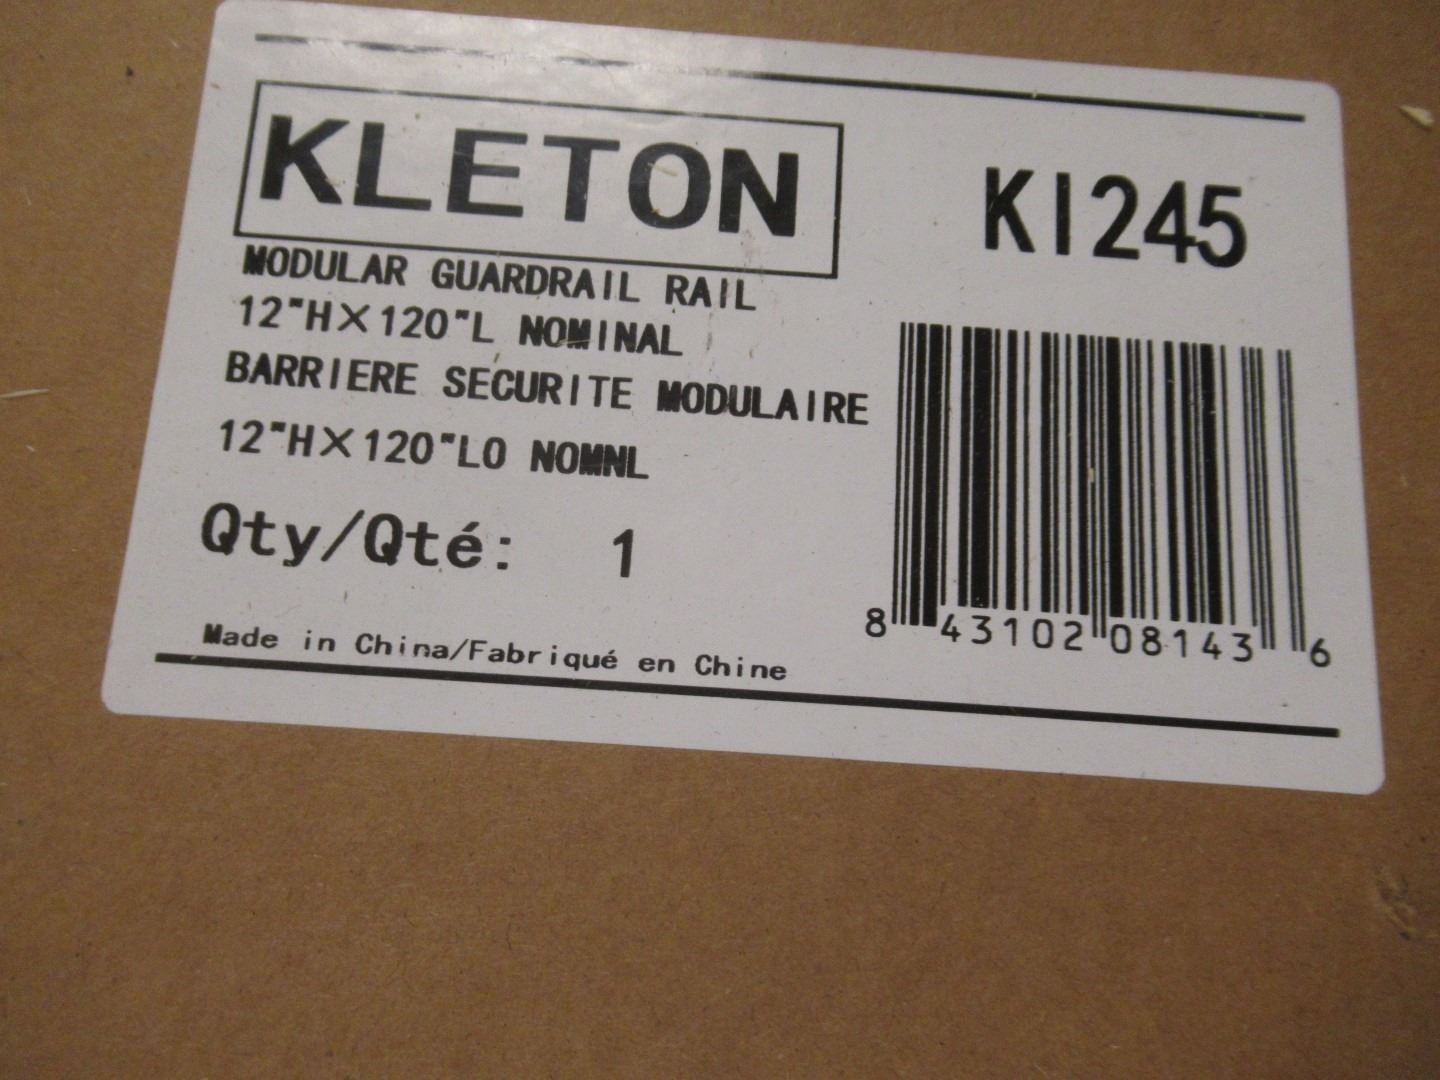 KLETON
KI245
MODULAR GUARDRAIL RAIL
12"H×120"L NOMINAL
BARRIERE SECURITE MODULAIRE
12"H×120"LO NOMNL
Qty/Qté: 1
8 43102 08143 6
Made in China/Fabriqué en Chine